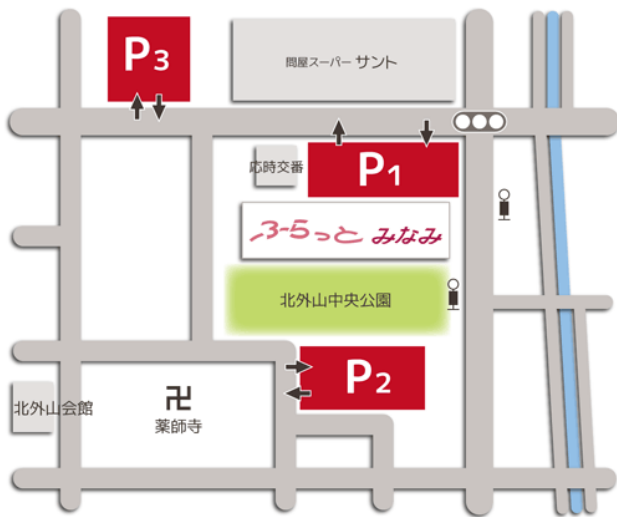 P3
問屋スーパー サント
応時交番
P1
ふらっと みなみ
北外山中央公園
P2
北外山会館
卍
薬師寺